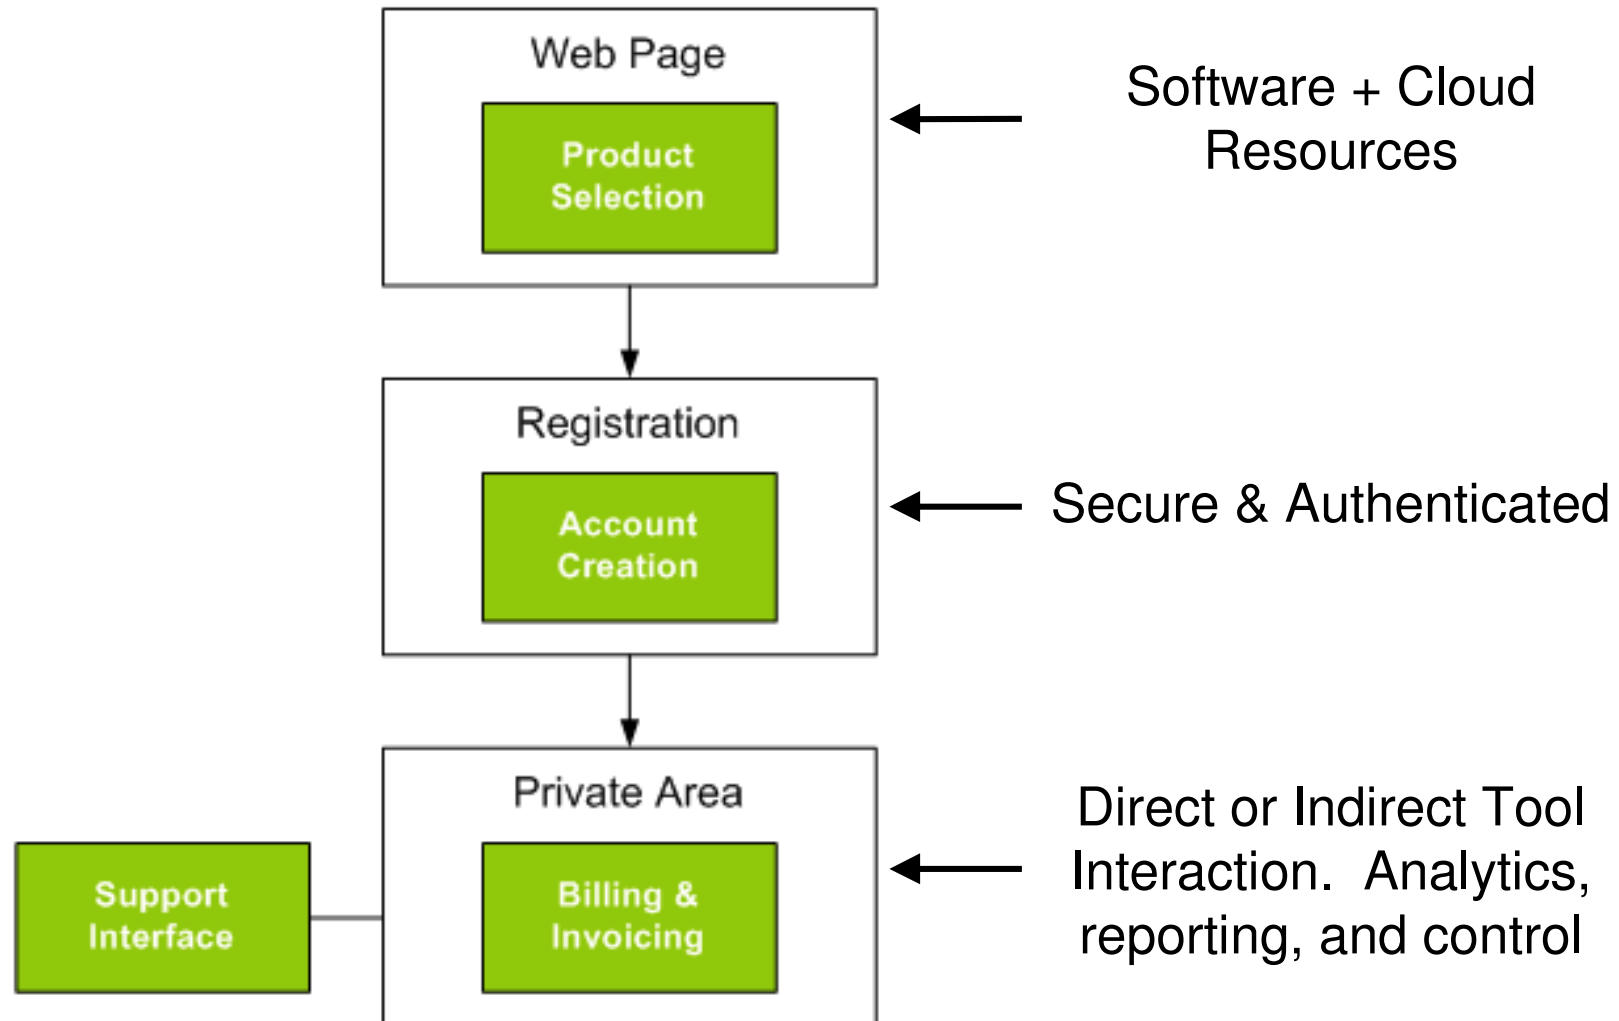 Web Page
Product
Selection
Software + Cloud
Resources
Registration
Account
Creation
Secure & Authenticated
Private Area
Support
Interface
Billing &
Invoicing
Direct or Indirect Tool
Interaction.  Analytics,
reporting, and control